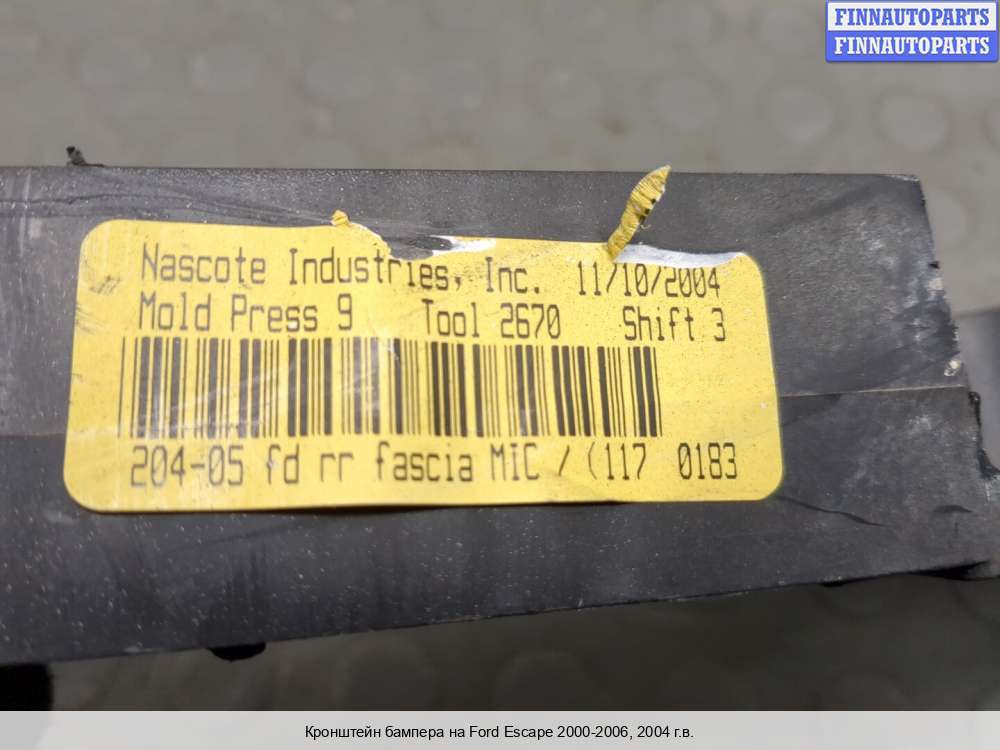 FINNAUTOPARTS
FINNAUTOPARTS
Nascote Industries, Inc. 11/10/2004
Mold Press 9 Tool 2670 Shift 3
204-05 fd rr fascia MIC / (117 0183
Кронштейн бампера на Ford Escape 2000-2006, 2004 г.в.